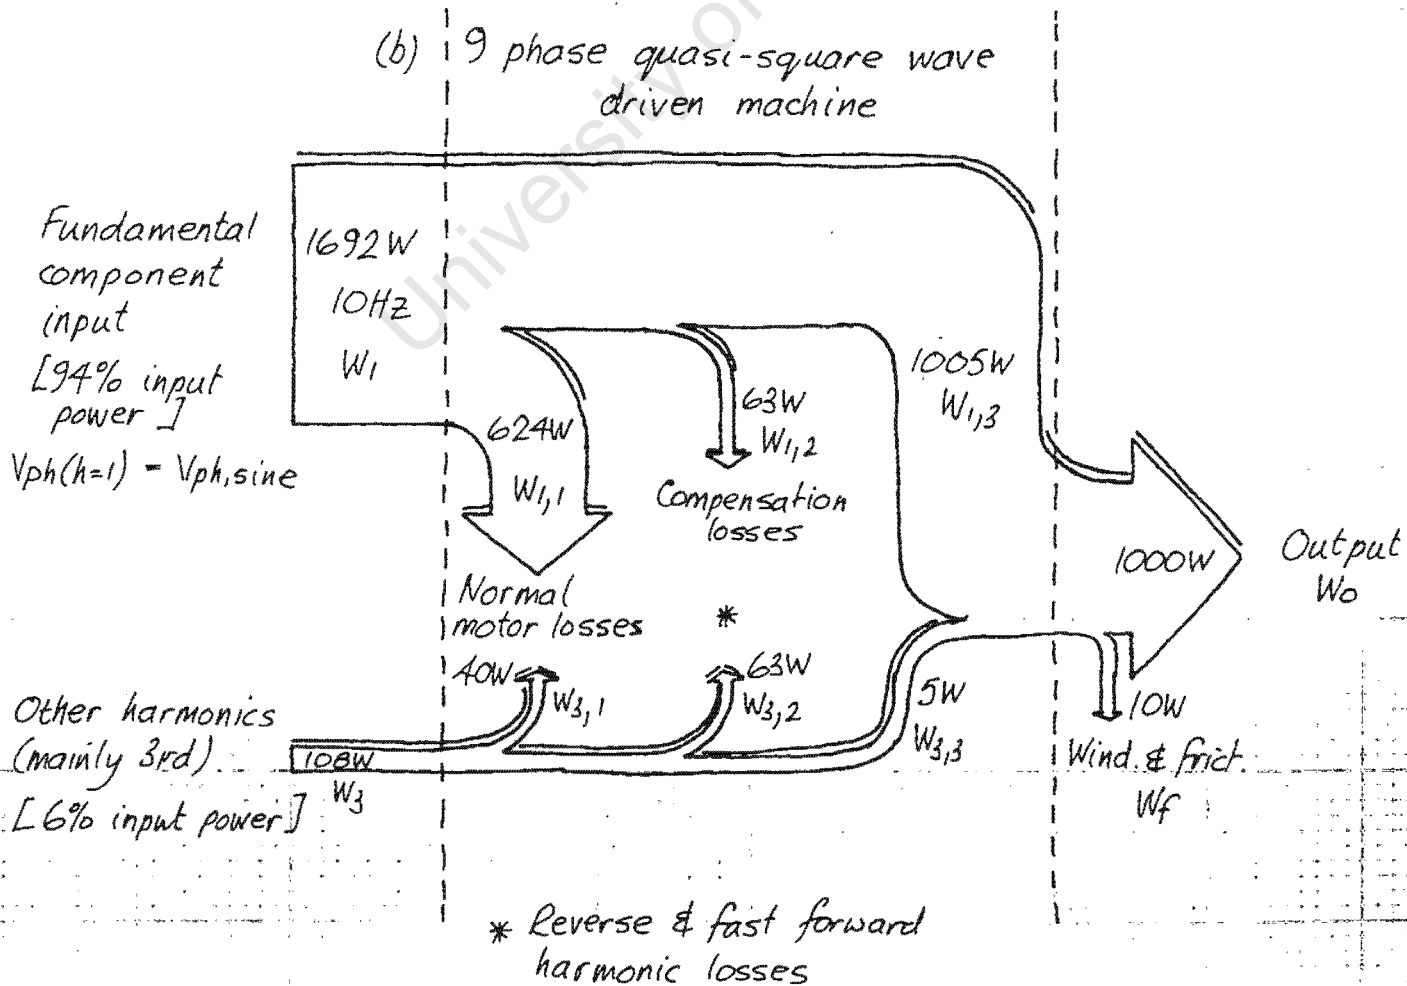 (b) 9 phase quasi-square wave
driven machine
University o
Fundamental
component
input
[94% input
power]
Vph(h=1) = Vph,sine
1692W
10Hz
W1
624W
W1,1
63W
W1,2
Compensation
losses
1005W
W1,3
1000W
Output
Wo
Normal
motor losses
*
40W
W3,1
63W
W3,2
5W
W3,3
10W
Wind. & frict.
Wf
Other harmonics
(mainly 3rd)
[6% input power]
108W
W3
* Reverse & fast forward
harmonic losses